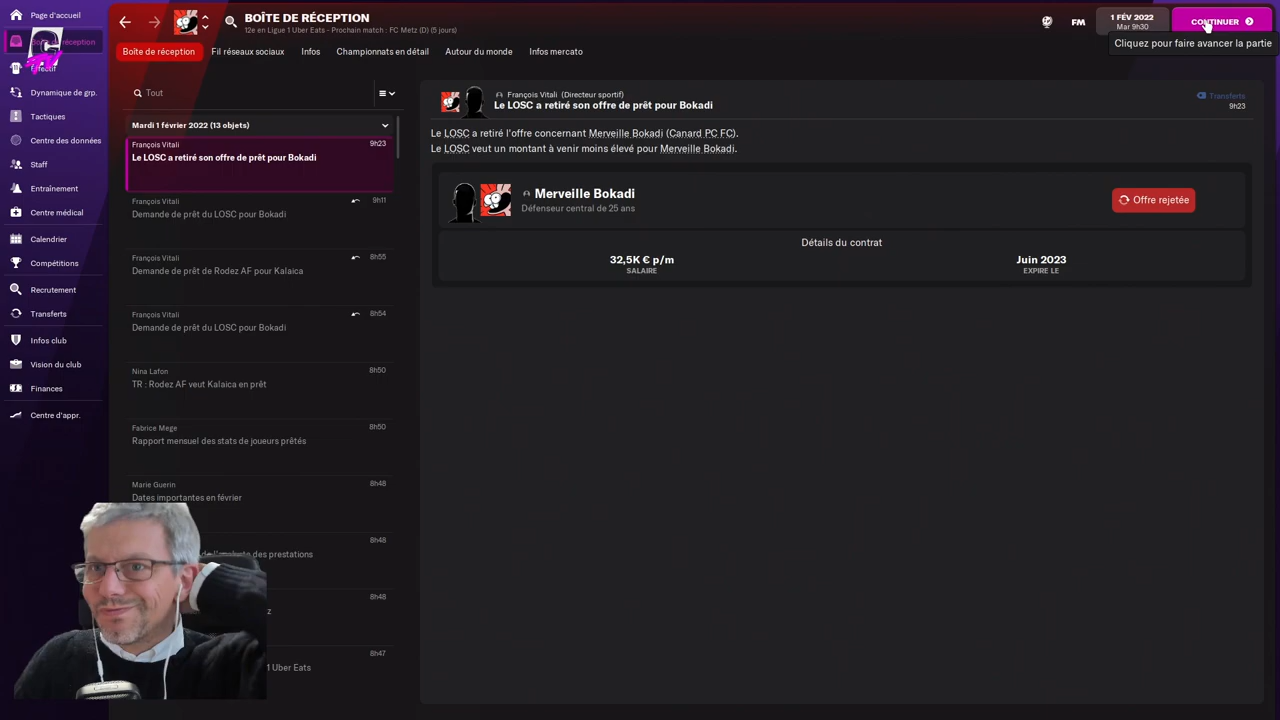 Page d'accueil
Effectif
Dynamique de grp.
Tactiques
Centre des données
Staff
Entraînement
Centre médical
Calendrier
Compétitions
Recrutement
Transferts
Infos club
Vision du club
Finances
Centre d'appr.
BOÎTE DE RÉCEPTION
12e en Ligue 1 Uber Eats - Prochain match : FC Metz (D) (5 jours)
FM
1 FÉV 2022
Mar 9h30
CONTINUER
Cliquez pour faire avancer la partie
Boîte de réception
Fil réseaux sociaux
Infos
Championnats en détail
Autour du monde
Infos mercato
Tout
Mardi 1 février 2022 (13 objets)
François Vitali 9h23
Le LOSC a retiré son offre de prêt pour Bokadi
François Vitali 9h11
Demande de prêt du LOSC pour Bokadi
François Vitali 8h55
Demande de prêt de Rodez AF pour Kalaica
François Vitali 8h54
Demande de prêt du LOSC pour Bokadi
Nina Lafon 8h50
TR : Rodez AF veut Kalaica en prêt
Fabrice Mege 8h50
Rapport mensuel des stats de joueurs prêtés
Marie Guerin 8h48
Dates importantes en février
8h48
des prestations
8h48
z
8h47
1 Uber Eats
François Vitali (Directeur sportif)
Le LOSC a retiré son offre de prêt pour Bokadi
Transferts
9h23
Le LOSC a retiré l'offre concernant Merveille Bokadi (Canard PC FC).
Le LOSC veut un montant à venir moins élevé pour Merveille Bokadi.
Merveille Bokadi
Défenseur central de 25 ans
Offre rejetée
Détails du contrat
32,5K € p/m
SALAIRE
Juin 2023
EXPIRE LE